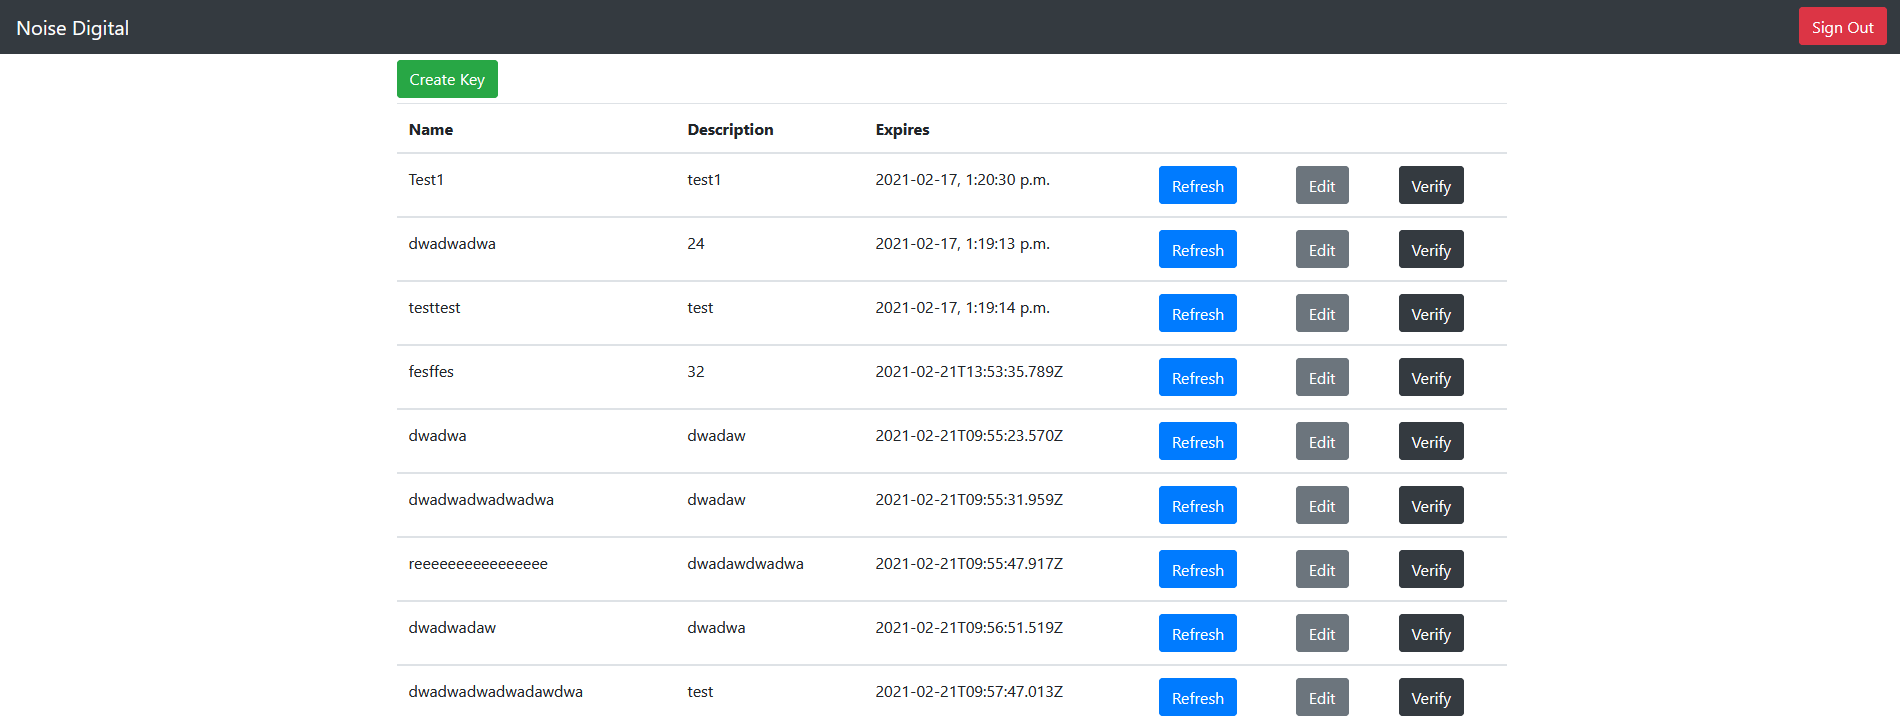 Noise Digital Sign Out
Create Key
Name Description Expires
Test1 test1 2021-02-17, 1:20:30 p.m. Refresh Edit Verify
dwadwadwa 24 2021-02-17, 1:19:13 p.m. Refresh Edit Verify
testtest test 2021-02-17, 1:19:14 p.m. Refresh Edit Verify
fesffes 32 2021-02-21T13:53:35.789Z Refresh Edit Verify
dwadwa dwadaw 2021-02-21T09:55:23.570Z Refresh Edit Verify
dwadwadwadwadwa dwadaw 2021-02-21T09:55:31.959Z Refresh Edit Verify
reeeeeeeeeeeeeeee dwadawdwadwa 2021-02-21T09:55:47.917Z Refresh Edit Verify
dwadwadaw dwadwa 2021-02-21T09:56:51.519Z Refresh Edit Verify
dwadwadwadwadawdwa test 2021-02-21T09:57:47.013Z Refresh Edit Verify